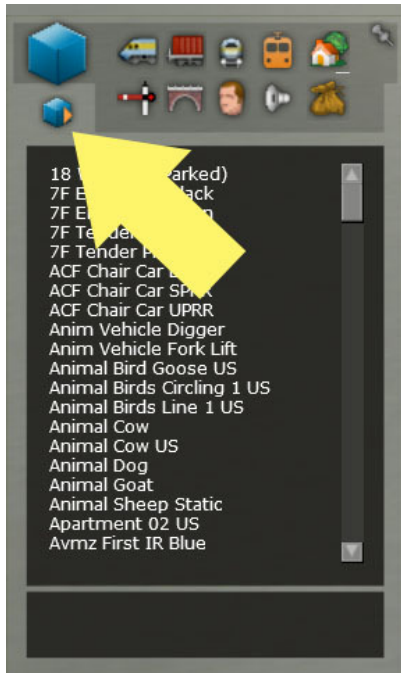 18 arked)
7F E ack
7F E
7F Te
7F Tender
ACF Chair Car
ACF Chair Car SP
ACF Chair Car UPRR
Anim Vehicle Digger
Anim Vehicle Fork Lift
Animal Bird Goose US
Animal Birds Circling 1 US
Animal Birds Line 1 US
Animal Cow
Animal Cow US
Animal Dog
Animal Goat
Animal Sheep Static
Apartment 02 US
Avmz First IR Blue